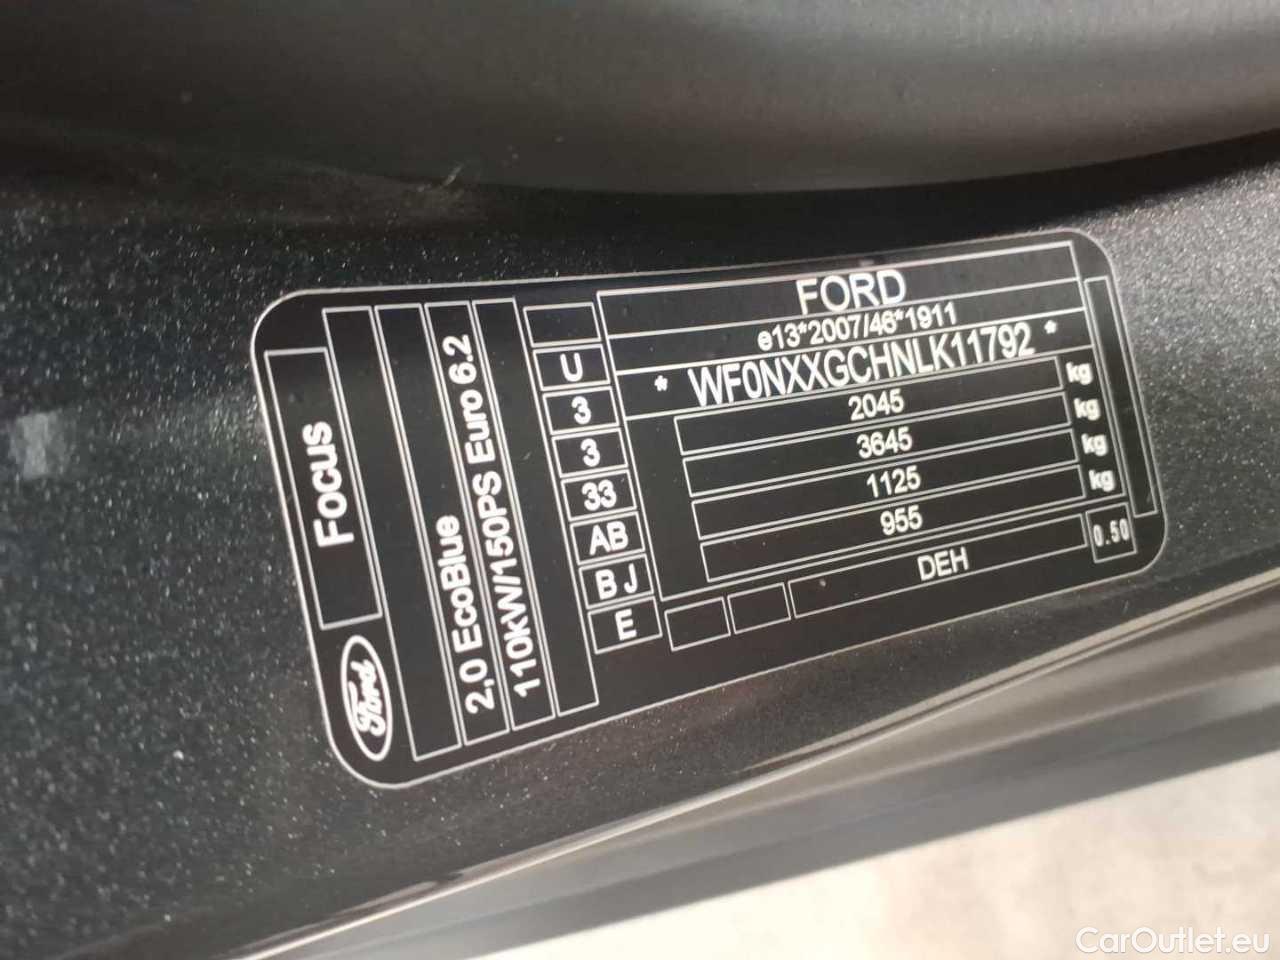 FORD
e13*2007/46*1911
* WF0NXXGCHNLK11792 *
2045 kg
3645 kg
1125 kg
955 kg
DEH
0.50
U
3
3
33
AB
BJ
E
Focus
2,0 EcoBlue
110kW/150PS Euro 6.2
Ford
CarOutlet.eu